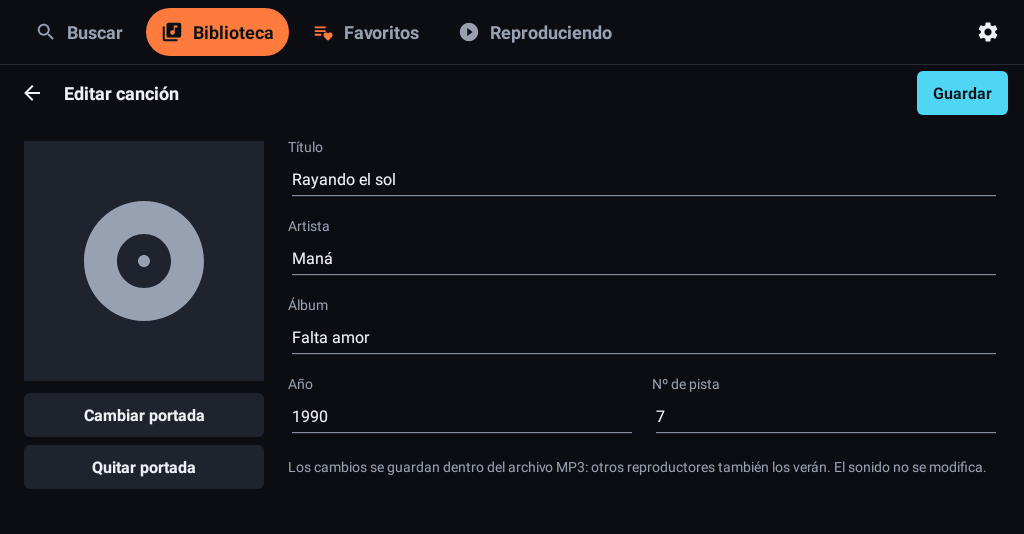 Buscar
Biblioteca
Favoritos
Reproduciendo
Editar canción
Guardar
Título
Rayando el sol
Artista
Maná
Álbum
Falta amor
Año
Nº de pista
1990
7
Cambiar portada
Quitar portada
Los cambios se guardan dentro del archivo MP3: otros reproductores también los verán. El sonido no se modifica.